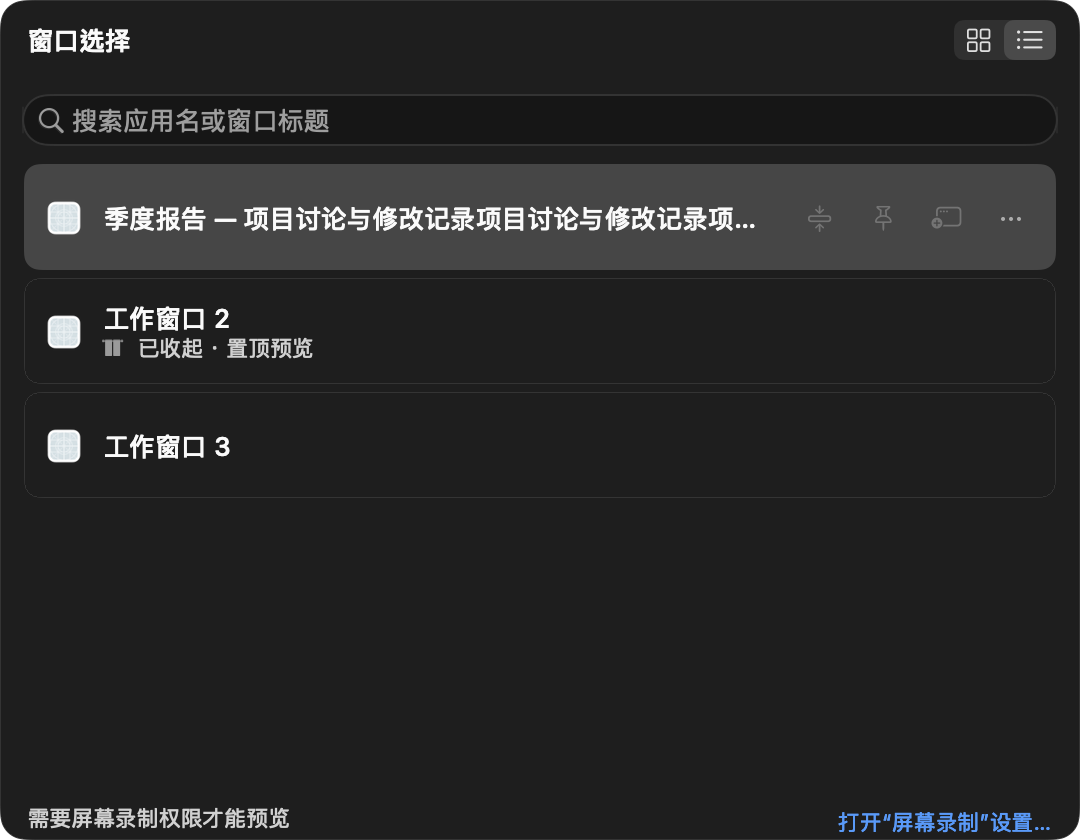 窗口选择
搜索应用名或窗口标题
季度报告 — 项目讨论与修改记录项目讨论与修改记录项...
工作窗口 2
已收起 · 置顶预览
工作窗口 3
需要屏幕录制权限才能预览
打开“屏幕录制”设置...